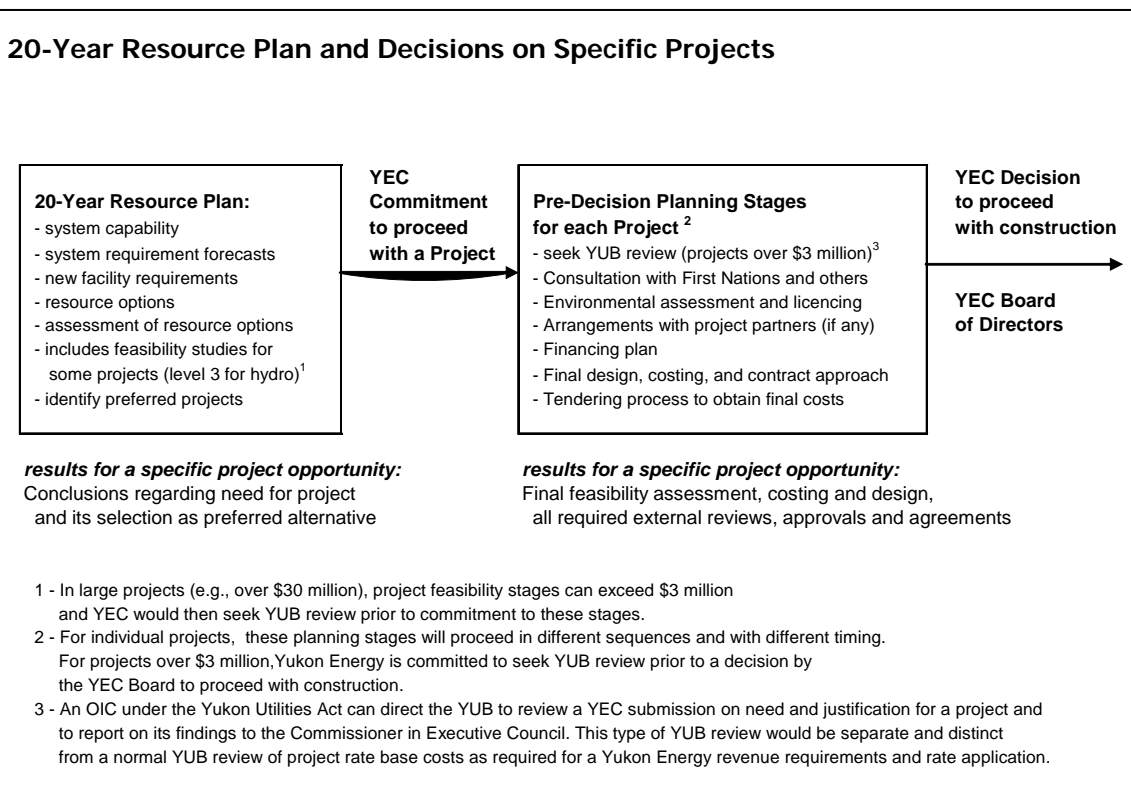 20-Year Resource Plan and Decisions on Specific Projects
20-Year Resource Plan:
- system capability
- system requirement forecasts
- new facility requirements
- resource options
- assessment of resource options
- includes feasibility studies for
some projects (level 3 for hydro)1
- identify preferred projects
YEC
Commitment
to proceed
with a Project
Pre-Decision Planning Stages
for each Project 2
- seek YUB review (projects over $3 million)3
- Consultation with First Nations and others
- Environmental assessment and licencing
- Arrangements with project partners (if any)
- Financing plan
- Final design, costing, and contract approach
- Tendering process to obtain final costs
YEC Decision
to proceed
with construction
YEC Board
of Directors
results for a specific project opportunity:
Conclusions regarding need for project
and its selection as preferred alternative
results for a specific project opportunity:
Final feasibility assessment, costing and design,
all required external reviews, approvals and agreements
1 - In large projects (e.g., over $30 million), project feasibility stages can exceed $3 million
and YEC would then seek YUB review prior to commitment to these stages.
2 - For individual projects, these planning stages will proceed in different sequences and with different timing.
For projects over $3 million,Yukon Energy is committed to seek YUB review prior to a decision by
the YEC Board to proceed with construction.
3 - An OIC under the Yukon Utilities Act can direct the YUB to review a YEC submission on need and justification for a project and
to report on its findings to the Commissioner in Executive Council. This type of YUB review would be separate and distinct
from a normal YUB review of project rate base costs as required for a Yukon Energy revenue requirements and rate application.